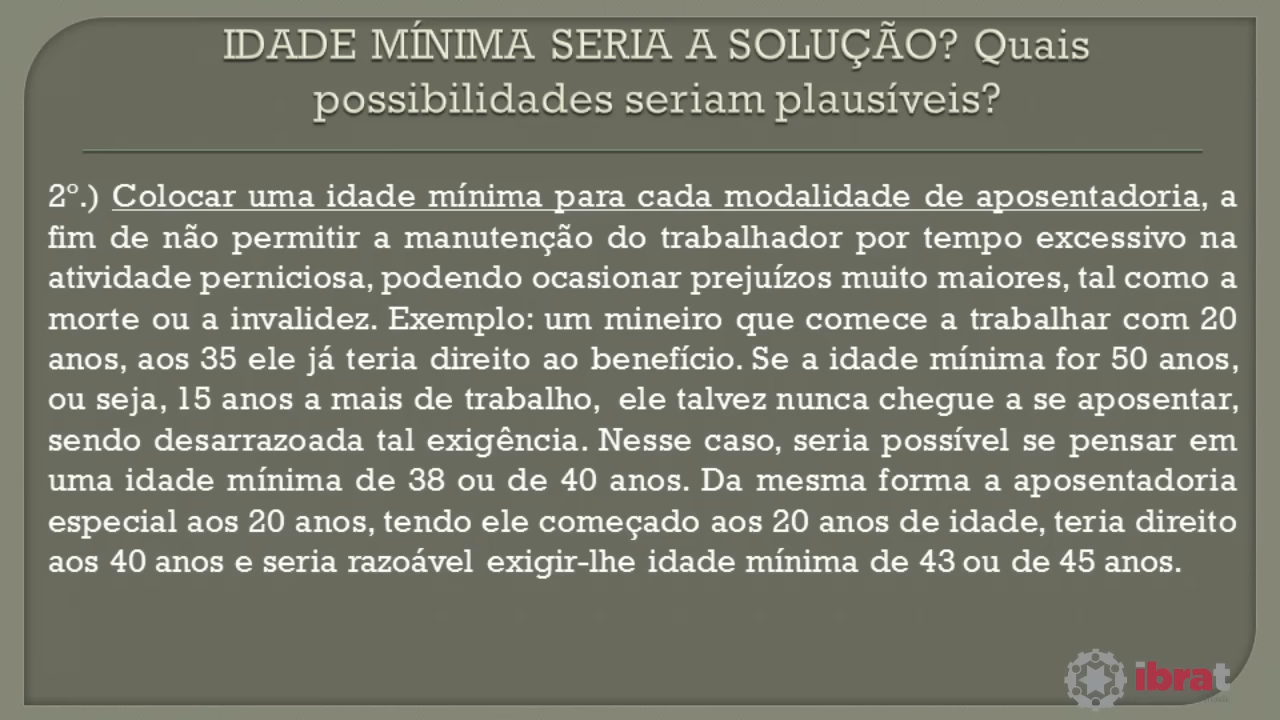 IDADE MÍNIMA SERIA A SOLUÇÃO? Quais
possibilidades seriam plausíveis?
2º.) Colocar uma idade mínima para cada modalidade de aposentadoria, a
fim de não permitir a manutenção do trabalhador por tempo excessivo na
atividade perniciosa, podendo ocasionar prejuízos muito maiores, tal como a
morte ou a invalidez. Exemplo: um mineiro que comece a trabalhar com 20
anos, aos 35 ele já teria direito ao benefício. Se a idade mínima for 50 anos,
ou seja, 15 anos a mais de trabalho, ele talvez nunca chegue a se aposentar,
sendo desarrazoada tal exigência. Nesse caso, seria possível se pensar em
uma idade mínima de 38 ou de 40 anos. Da mesma forma a aposentadoria
especial aos 20 anos, tendo ele começado aos 20 anos de idade, teria direito
aos 40 anos e seria razoável exigir-lhe idade mínima de 43 ou de 45 anos.
ibrat